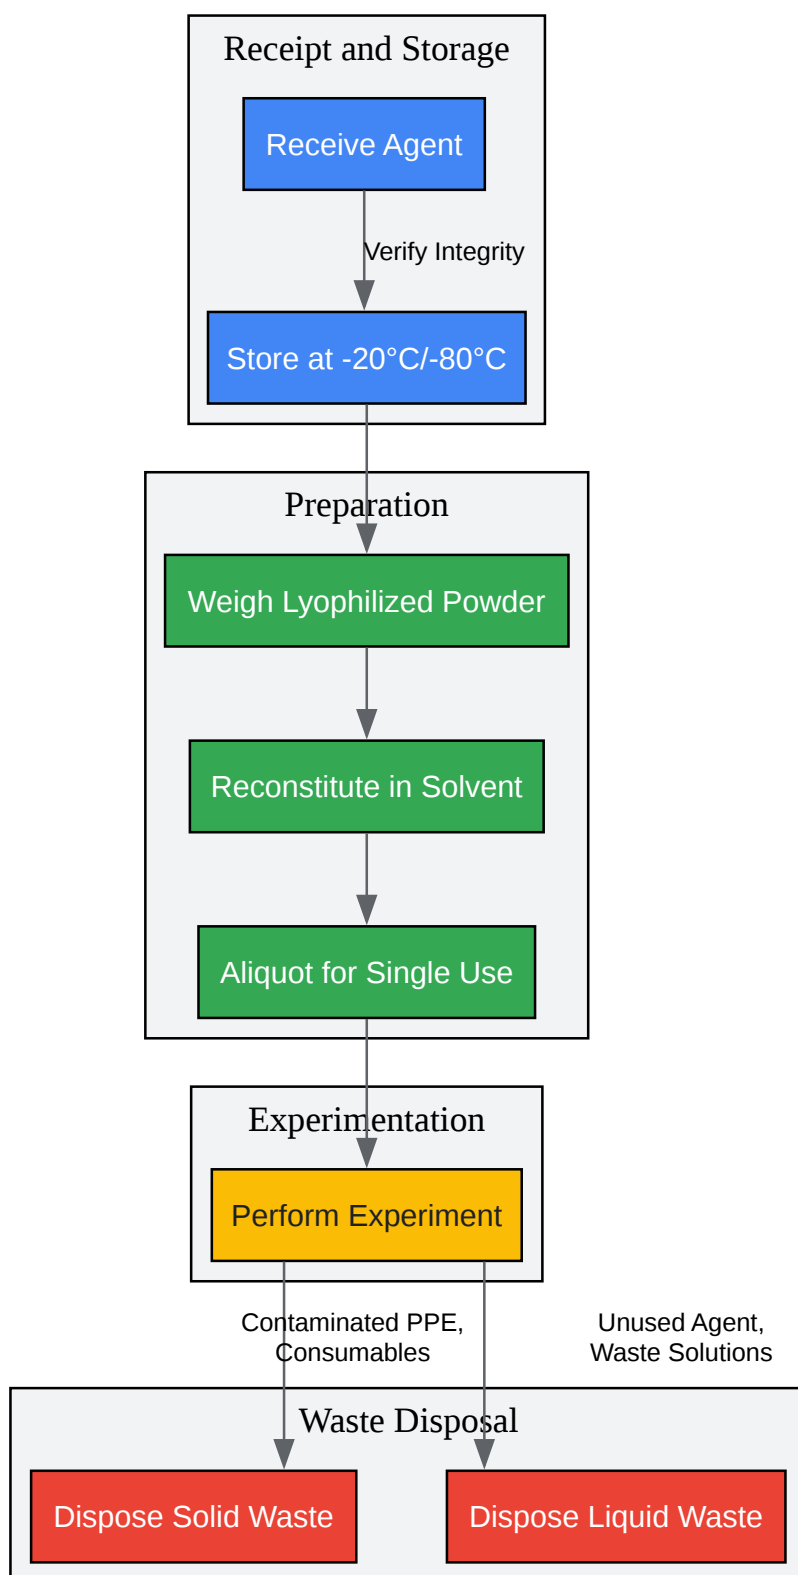 Receipt and Storage
Receive Agent
Verify Integrity
Store at -20°C/-80°C
Preparation
Weigh Lyophilized Powder
Reconstitute in Solvent
Aliquot for Single Use
Experimentation
Perform Experiment
Contaminated PPE,
Consumables
Unused Agent,
Waste Solutions
Waste Disposal
Dispose Solid Waste
Dispose Liquid Waste